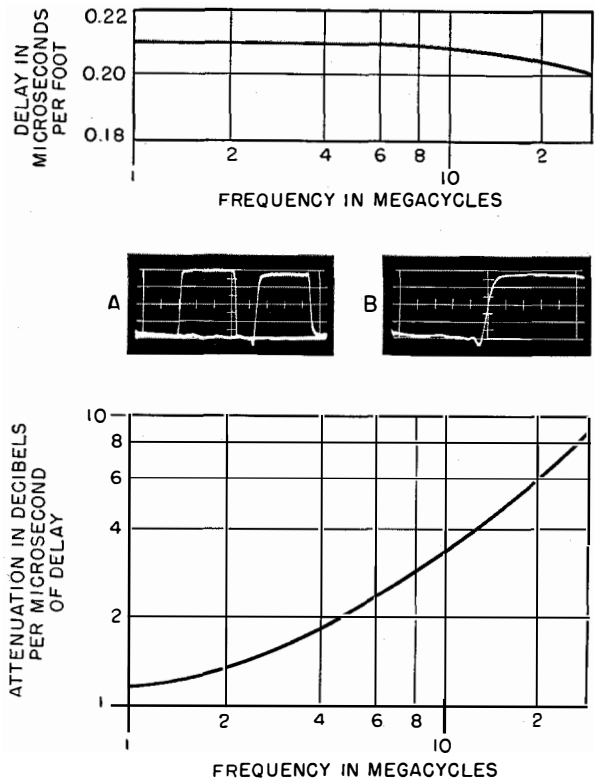 DELAY IN
MICROSECONDS
PER FOOT
0.22
0.20
0.18
1 2 4 6 8 10 2
FREQUENCY IN MEGACYCLES
A
B
ATTENUATION IN DECIBELS
PER MICROSECOND
OF DELAY
10
8
6
4
2
1
1 2 4 6 8 10 2
FREQUENCY IN MEGACYCLES